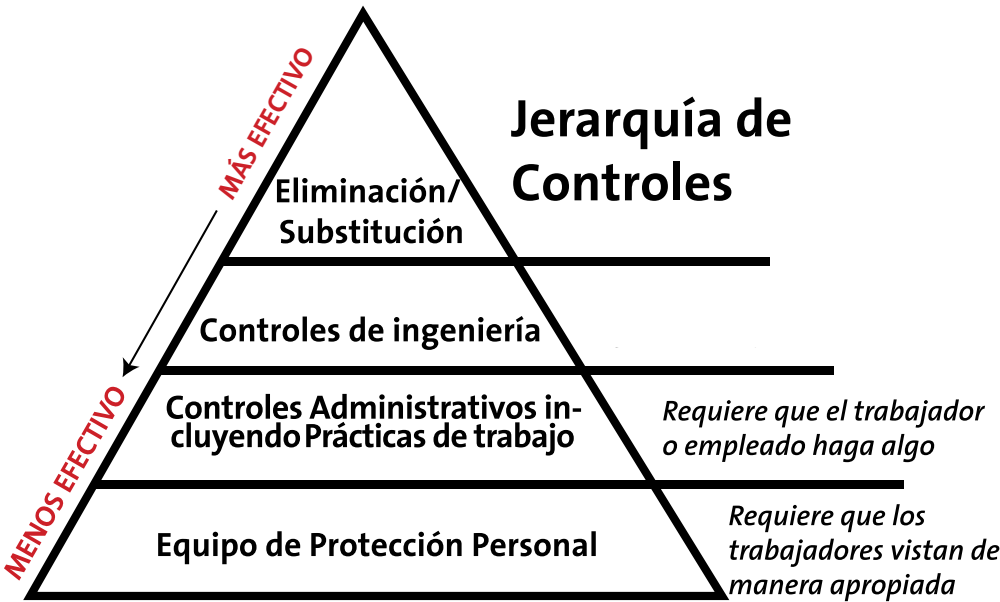 MÁS EFECTIVO
MENOS EFECTIVO
Jerarquía de
Controles
Eliminación/
Substitución
Controles de ingeniería
Controles Administrativos in-
cluyendo Prácticas de trabajo
Requiere que el trabajador
o empleado haga algo
Equipo de Protección Personal
Requiere que los
trabajadores vistan de
manera apropiada